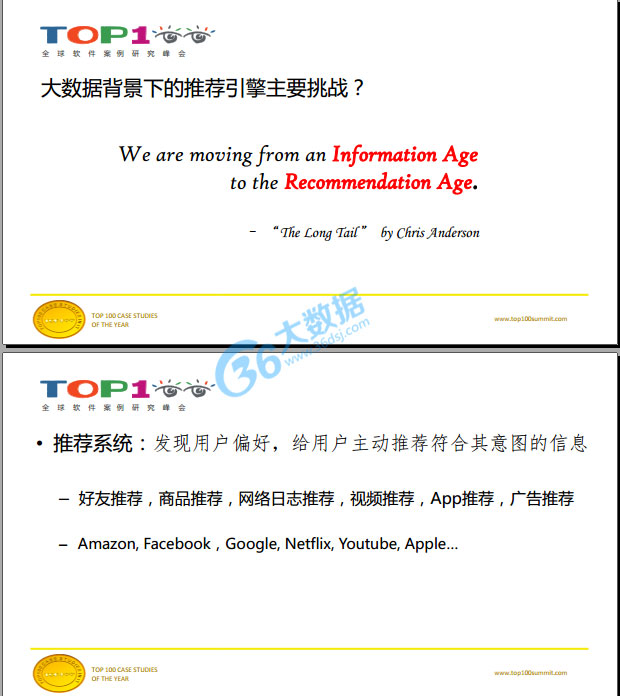 TOP100
全球软件案例研究峰会
大数据背景下的推荐引擎主要挑战？
We are moving from an Information Age
to the Recommendation Age.
- “The Long Tail” by Chris Anderson
TOP 100 CASE STUDIES
OF THE YEAR
www.top100summit.com
36大数据
www.36dsj.com
TOP100
全球软件案例研究峰会
• 推荐系统：发现用户偏好，给用户主动推荐符合其意图的信息
– 好友推荐，商品推荐，网络日志推荐，视频推荐，App推荐，广告推荐
– Amazon, Facebook，Google, Netflix, Youtube, Apple…
TOP 100 CASE STUDIES
OF THE YEAR
www.top100summit.com